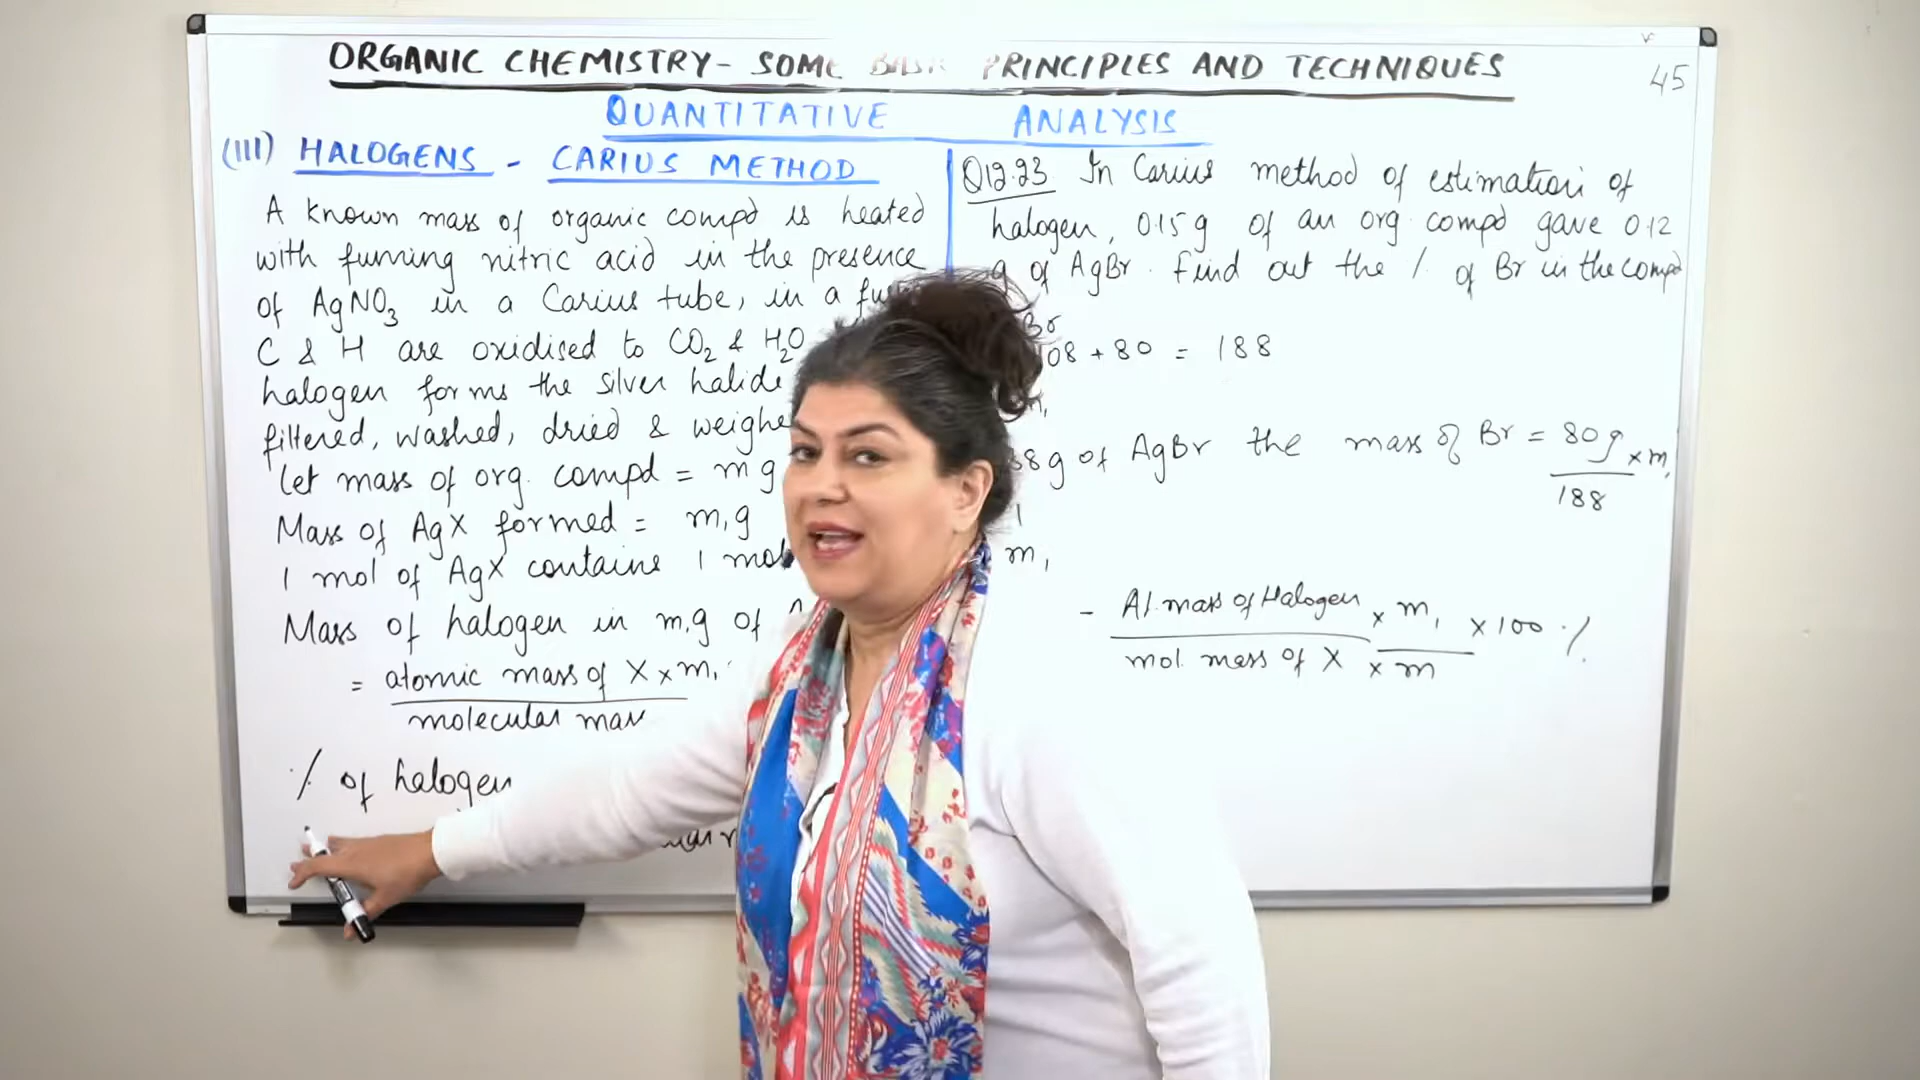 ORGANIC CHEMISTRY - SOME BASIC PRINCIPLES AND TECHNIQUES
45
QUANTITATIVE ANALYSIS
(III) HALOGENS - CARIUS METHOD
A known mass of organic compd is heated
with fuming nitric acid in the presence
of AgNO₃ in a Carius tube, in a
C & H are oxidised to CO₂ & H₂O
halogen forms the silver halide
filtered, washed, dried &
Let mass of org. compd = m g
Mass of AgX formed = m₁g
1 mol of AgX contains 1 mol
Mass of halogen in m₁g of
= atomic mass of X × m₁
molecular mass
% of halogen
Q12.23 In Carius method of estimation of
halogen, 0.15g of an org. compd gave 0.12
g of AgBr. Find out the % of Br in the compd
Br
08 + 80 = 188
88g of AgBr the mass of Br = 80g × m₁
188
m₁
- At. mass of Halogen × m₁ × 100 %
mol. mass of X × m